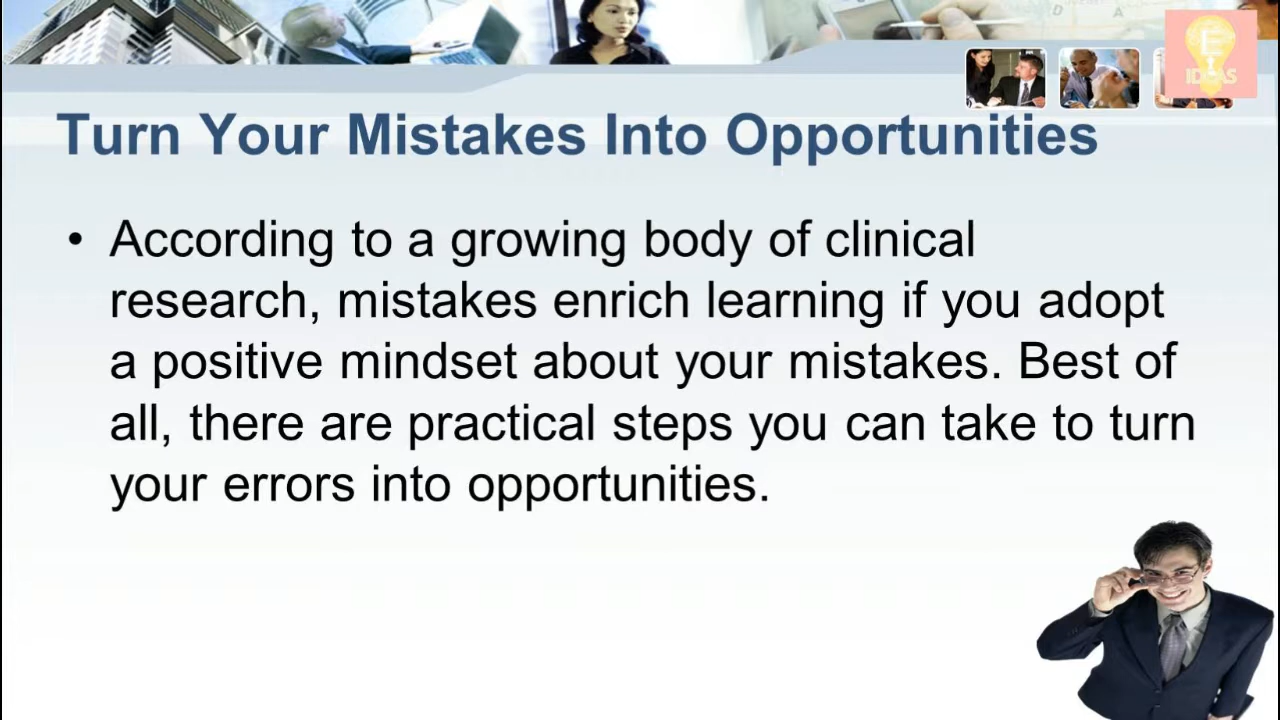 E
IDEAS
Turn Your Mistakes Into Opportunities
• According to a growing body of clinical
research, mistakes enrich learning if you adopt
a positive mindset about your mistakes. Best of
all, there are practical steps you can take to turn
your errors into opportunities.